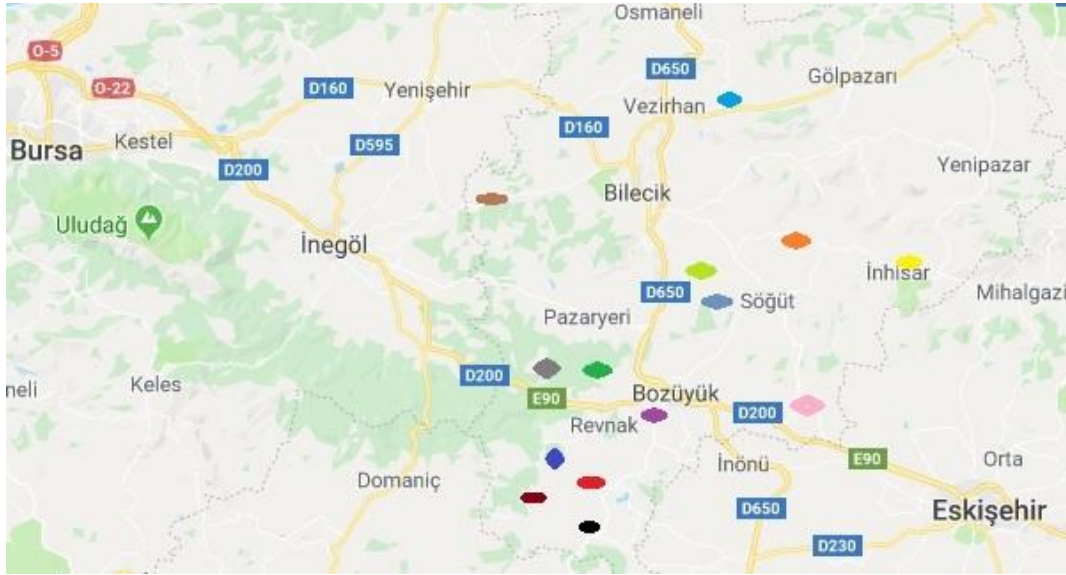 Osmaneli
O-5
D650
Gölpazarı
O-22
D160
Yenişehir
Vezirhan
Kestel
D160
Bursa
D595
D200
Yenipazar
Bilecik
Uludağ
İnegöl
İnhisar
D650
Mihalgazi
Söğüt
Pazaryeri
D200
Keles
neli
E90
Bozüyük
D200
Revnak
İnönü
E90
Orta
Domaniç
D650
Eskişehir
D230